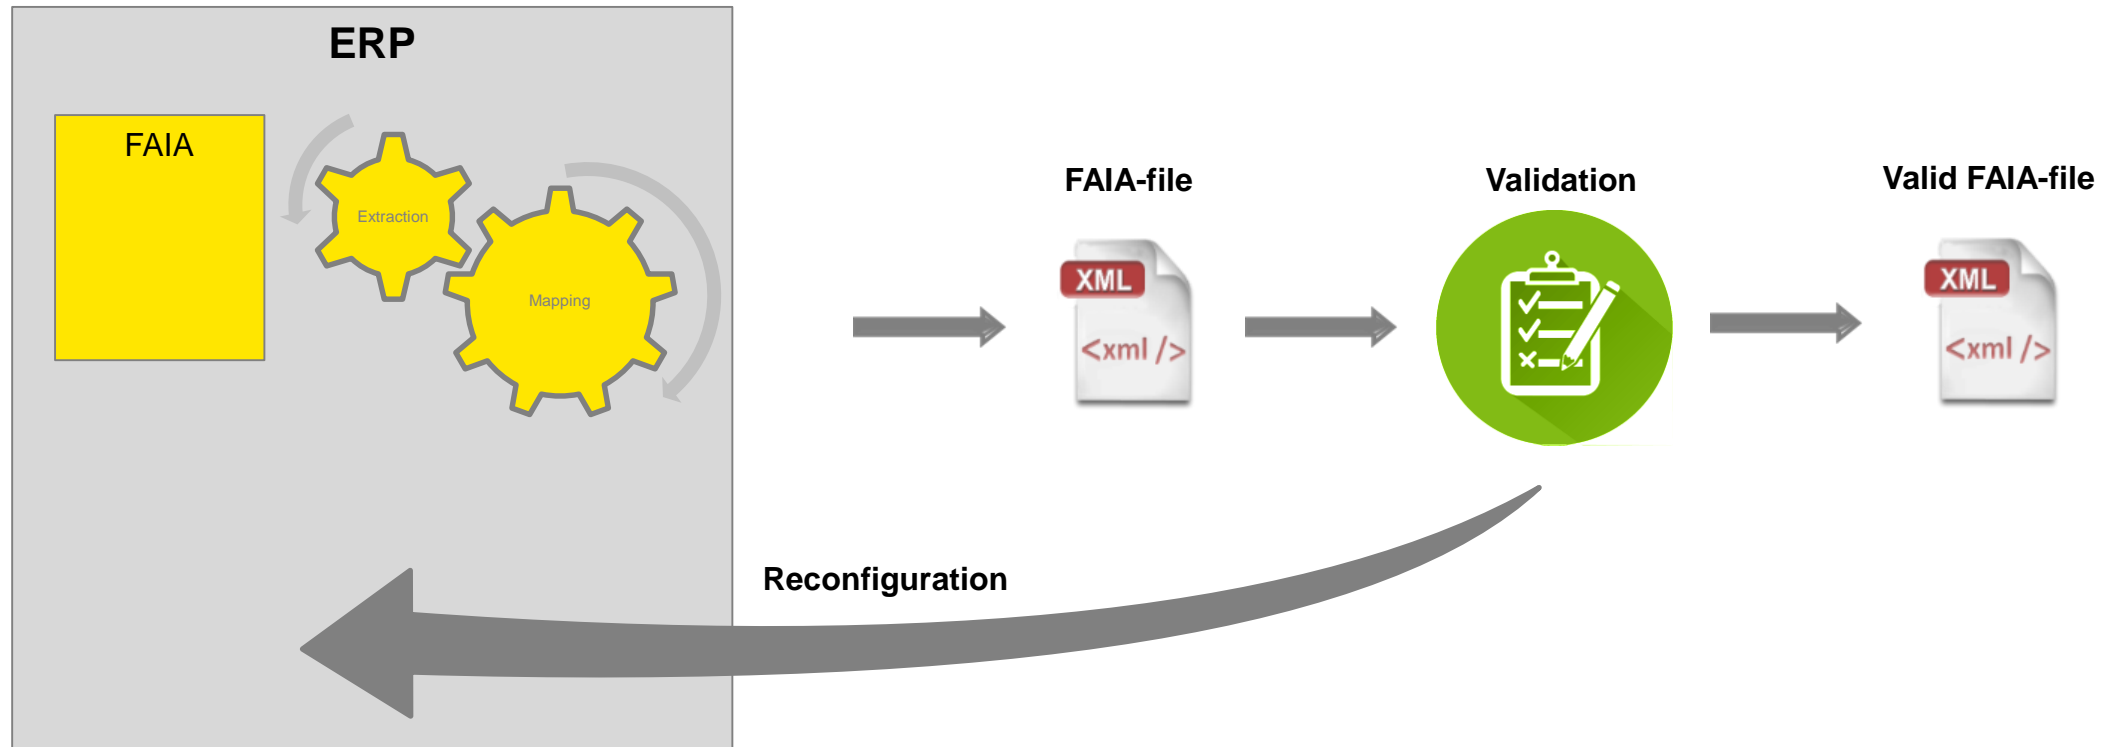 ERP
FAIA
Extraction
Mapping
FAIA-file
XML
<xml />
Validation
Valid FAIA-file
XML
<xml />
Reconfiguration